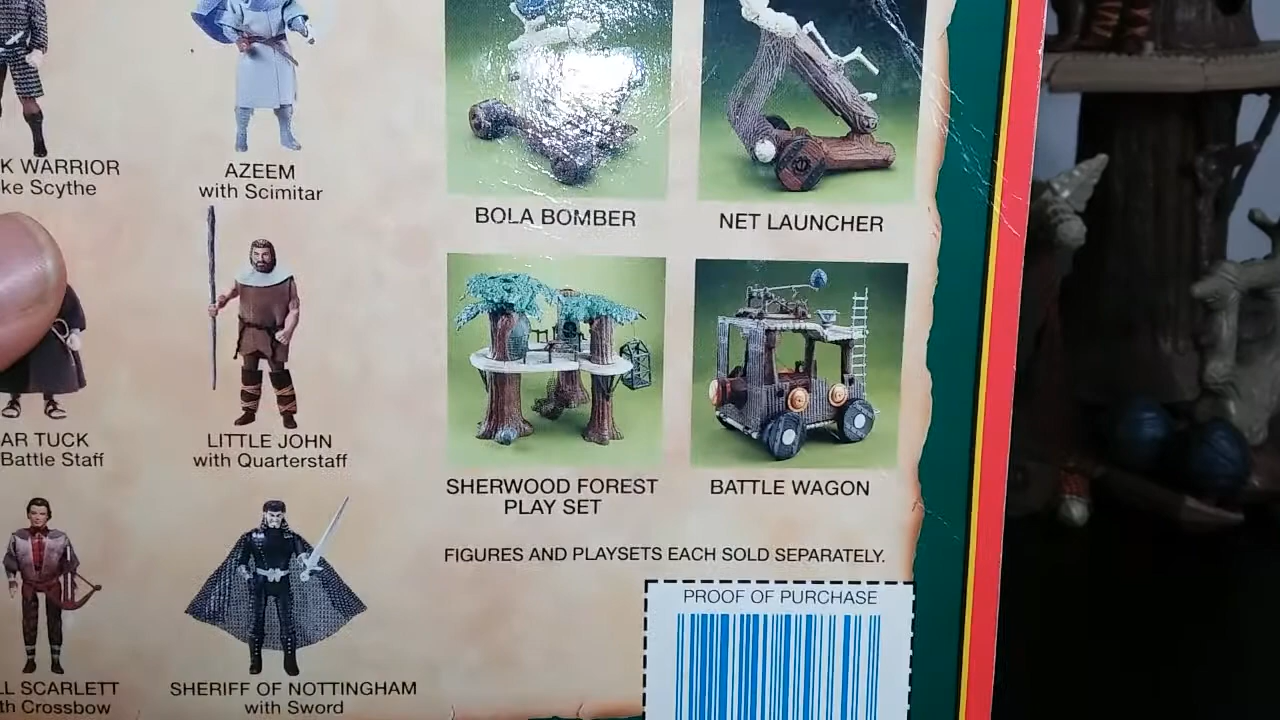 K WARRIOR
ke Scythe
AZEEM
with Scimitar
BOLA BOMBER
NET LAUNCHER
AR TUCK
Battle Staff
LITTLE JOHN
with Quarterstaff
SHERWOOD FOREST
PLAY SET
BATTLE WAGON
FIGURES AND PLAYSETS EACH SOLD SEPARATELY.
PROOF OF PURCHASE
LL SCARLETT
th Crossbow
SHERIFF OF NOTTINGHAM
with Sword